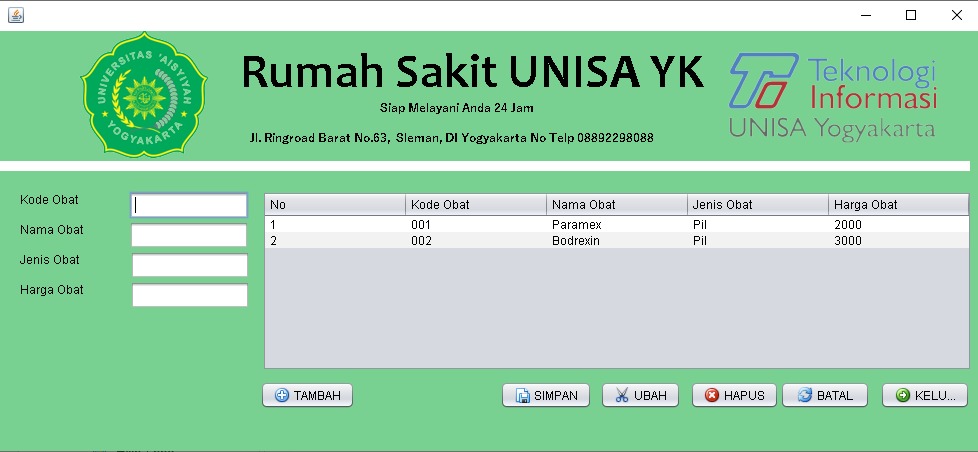 UNIVERSITAS 'AISYIYAH
YOGYAKARTA
Rumah Sakit UNISA YK
Siap Melayani Anda 24 Jam
Jl. Ringroad Barat No.63, Sleman, DI Yogyakarta No Telp 08892298088
Teknologi
Informasi
UNISA Yogyakarta
Kode Obat
Nama Obat
Jenis Obat
Harga Obat
No Kode Obat Nama Obat Jenis Obat Harga Obat
1 001 Paramex Pil 2000
2 002 Bodrexin Pil 3000
TAMBAH SIMPAN UBAH HAPUS BATAL KELU...